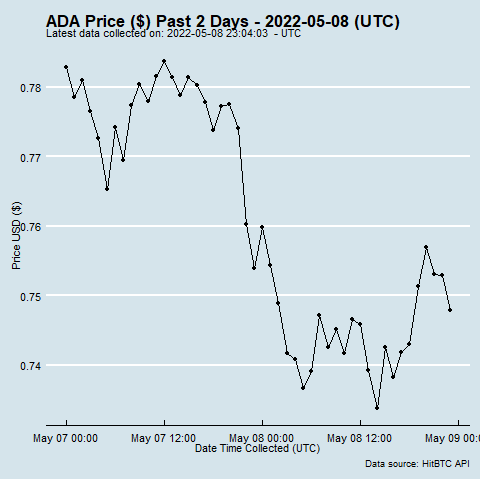 ADA Price ($) Past 2 Days - 2022-05-08 (UTC)
Latest data collected on: 2022-05-08 23:04:03 - UTC
0.78
0.77
0.76
0.75
0.74
Price USD ($)
May 07 00:00
May 07 12:00
May 08 00:00
May 08 12:00
May 09 00:0
Date Time Collected (UTC)
Data source: HitBTC API